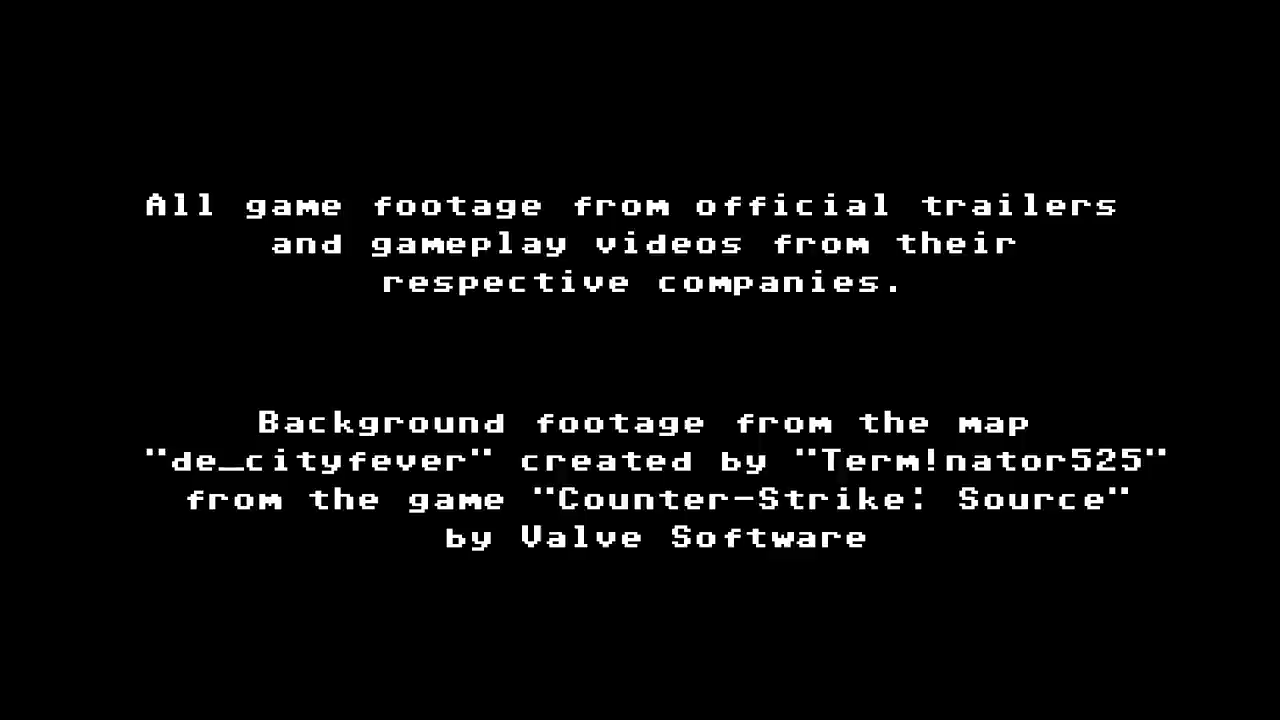 All game footage from official trailers
and gameplay videos from their
respective companies.
Background footage from the map
"de_cityfever" created by "Term!nator525"
from the game "Counter-Strike: Source"
by Valve Software